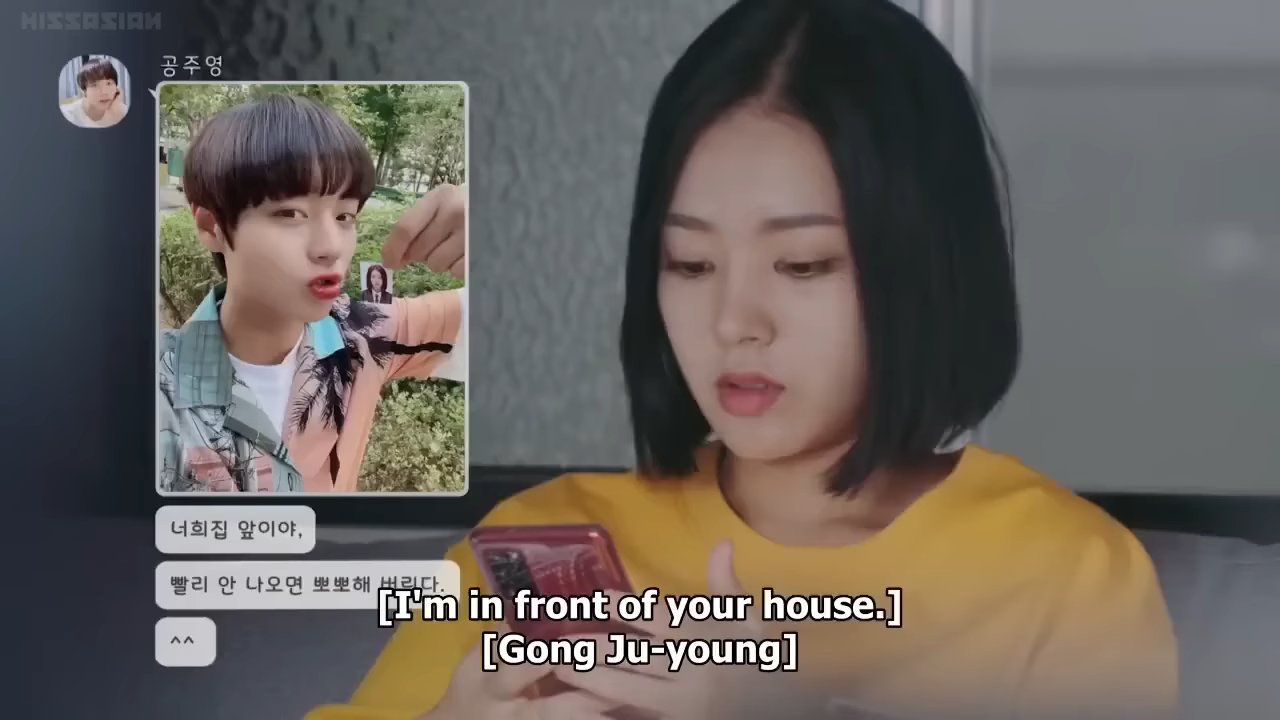 KISSASIAN
공주영
너희집 앞이야,
빨리 안 나오면 뽀뽀해 버린다.
^^
[I'm in front of your house.]
[Gong Ju-young]